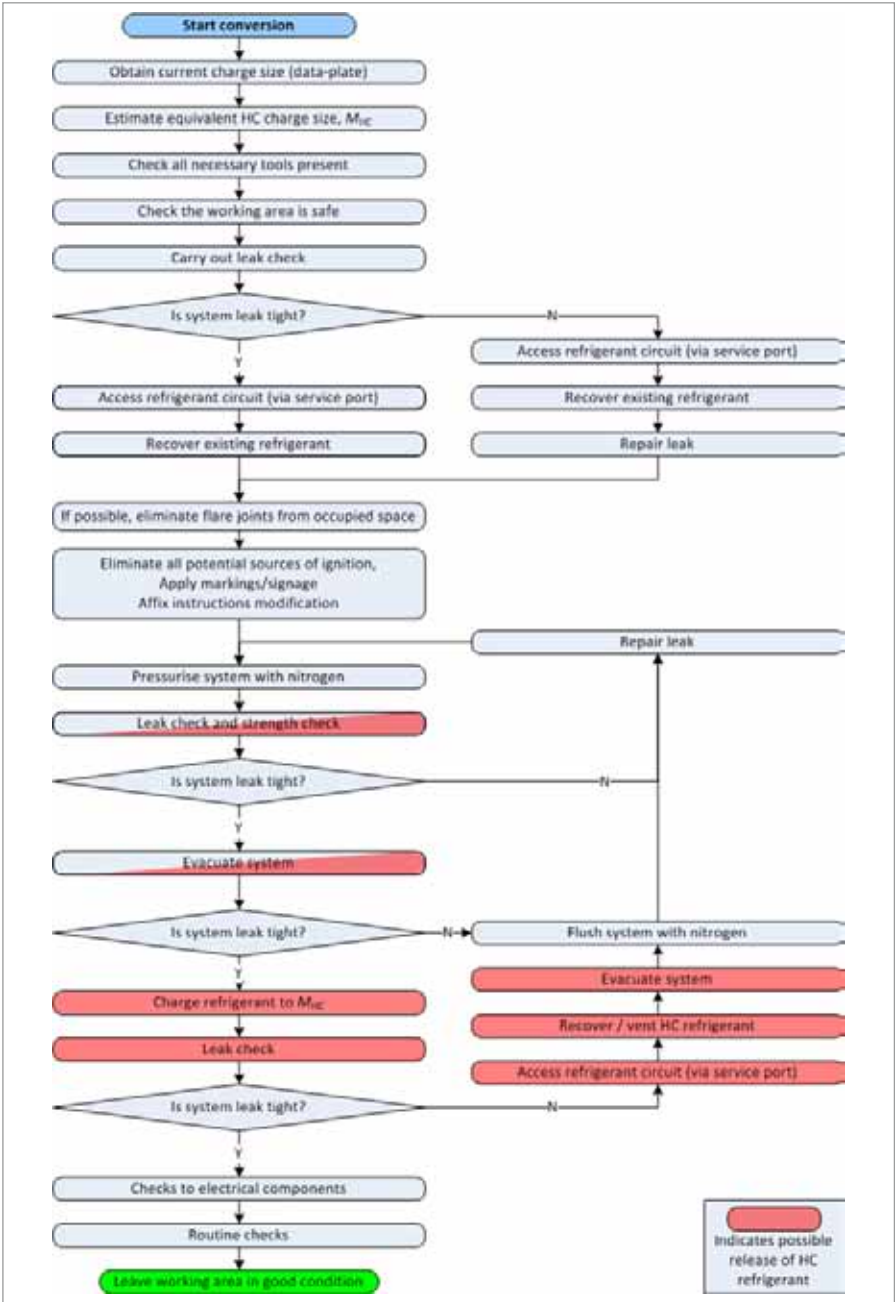 Start conversion
Obtain current charge size (data-plate)
Estimate equivalent HC charge size, MHC
Check all necessary tools present
Check the working area is safe
Carry out leak check
Is system leak tight?
N
Y
Access refrigerant circuit (via service port)
Recover existing refrigerant
Repair leak
Access refrigerant circuit (via service port)
Recover existing refrigerant
If possible, eliminate flare joints from occupied space
Eliminate all potential sources of ignition,
Apply markings/signage
Affix instructions modification
Repair leak
Pressurise system with nitrogen
Leak check and strength check
Is system leak tight?
N
Y
Evacuate system
Is system leak tight?
N
Flush system with nitrogen
Y
Evacuate system
Charge refrigerant to MHC
Recover / vent HC refrigerant
Leak check
Access refrigerant circuit (via service port)
Is system leak tight?
N
Y
Checks to electrical components
Routine checks
Leave working area in good condition
Indicates possible
release of HC
refrigerant